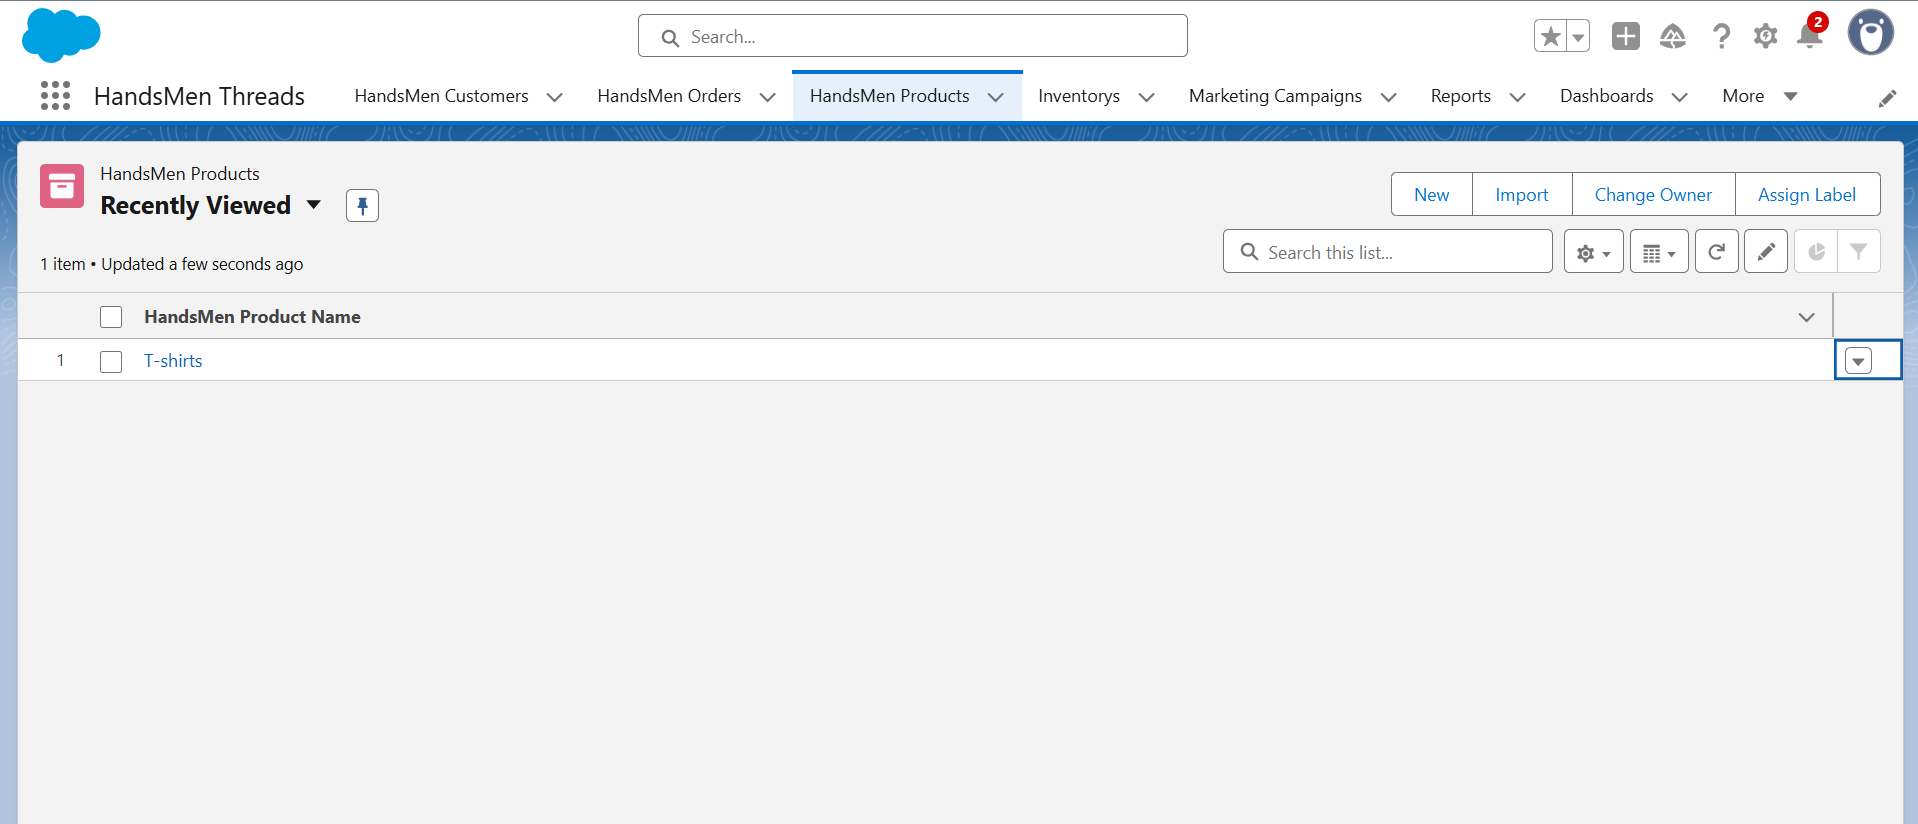 Search...
2
HandsMen Threads
HandsMen Customers
HandsMen Orders
HandsMen Products
Inventorys
Marketing Campaigns
Reports
Dashboards
More
HandsMen Products
Recently Viewed
New
Import
Change Owner
Assign Label
1 item • Updated a few seconds ago
Search this list...
HandsMen Product Name
1
T-shirts